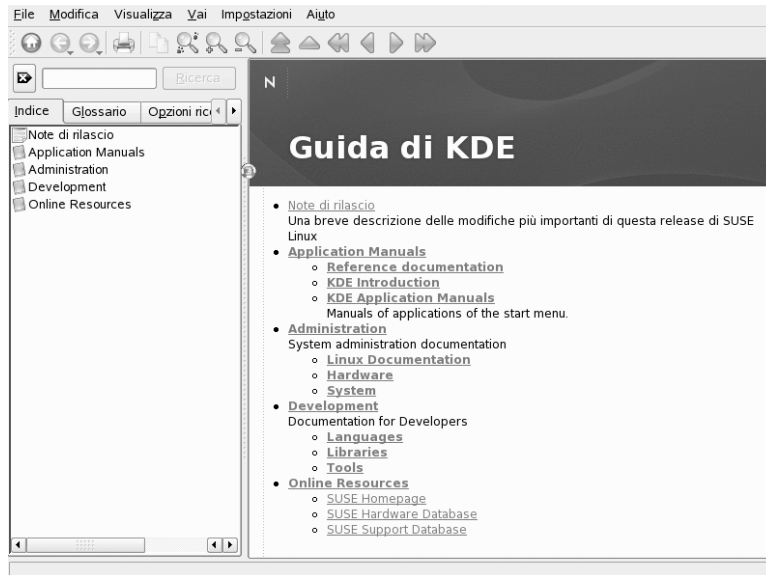 File Modifica Visualizza Vai Impostazioni Aiuto
Ricerca
Indice Glossario Opzioni rice
Note di rilascio
Application Manuals
Administration
Development
Online Resources
N
Guida di KDE
• Note di rilascio
Una breve descrizione delle modifiche più importanti di questa release di SUSE
Linux
• Application Manuals
Reference documentation
KDE Introduction
KDE Application Manuals
Manuals of applications of the start menu.
• Administration
System administration documentation
Linux Documentation
Hardware
System
• Development
Documentation for Developers
Languages
Libraries
Tools
• Online Resources
SUSE Homepage
SUSE Hardware Database
SUSE Support Database